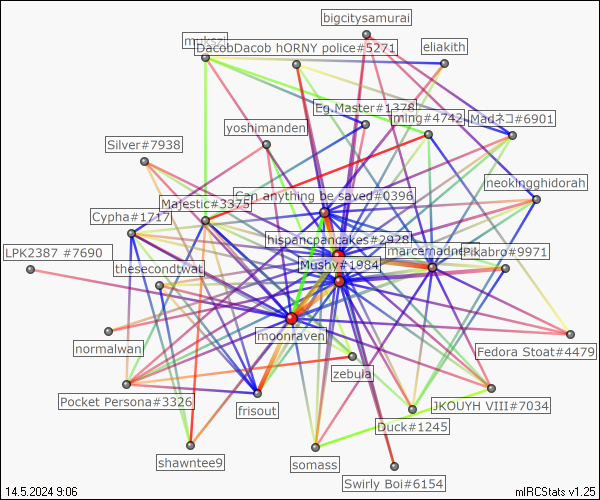 bigcitysamurai
DacobDacob hORNY police#5271
eliakith
Eg.Master#1378
ming#4742
Madネコ#6901
yoshimanden
Silver#7938
neokingghidorah
Can anything be saved#0396
Majestic#3375
Cypha#1717
hispancpancakes#2928
LPK2387 #7690
marcemadne
Pikabro#9971
Mushy#1984
thesecondtwat
moonraven
normalwan
Fedora Stoat#4479
zebula
Pocket Persona#3326
frisout
JKOUYH VIII#7034
Duck#1245
shawntee9
somass
Swirly Boi#6154
14.5.2024 9:06
mIRCStats v1.25